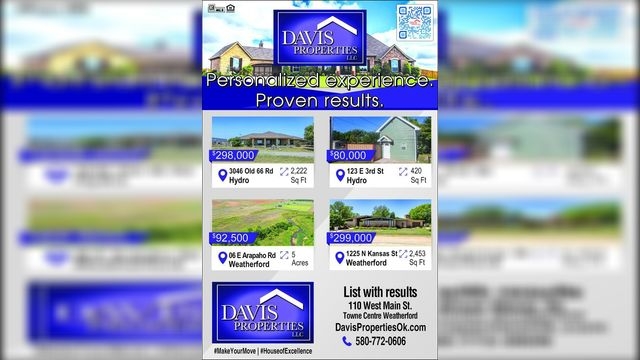 DAVIS
PROPERTIES
LLC
Personalized experience.
Proven results.
$298,000
3046 Old 66 Rd
Hydro
2,222
Sq Ft
$80,000
123 E 3rd St
Hydro
420
Sq Ft
$92,500
06 E Arapaho Rd
Weatherford
5
Acres
$299,000
1225 N Kansas St
Weatherford
2,453
Sq Ft
DAVIS
PROPERTIES
LLC
#MakeYourMove | #HouseofExcellence
List with results
110 West Main St.
Towne Centre Weatherford
DavisPropertiesOk.com
580-772-0606